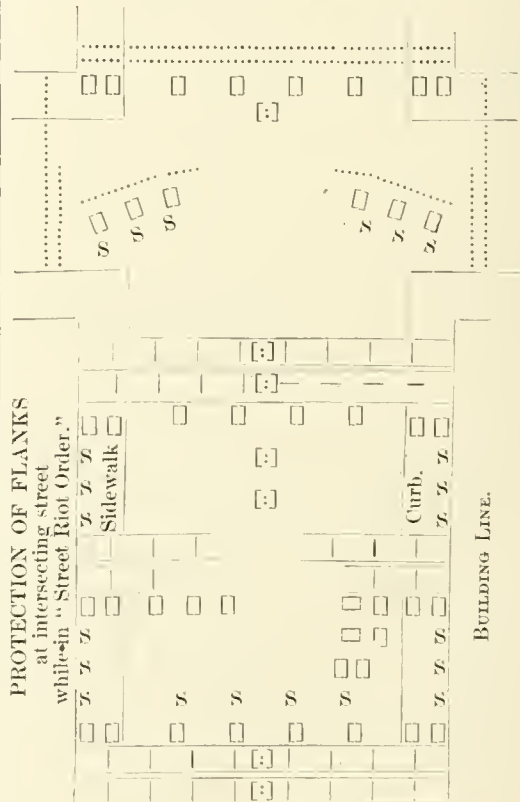 PROTECTION OF FLANKS
at intersecting street
while in "Street Riot Order."
Sidewalk
Curb.
BUILDING LINE.
S
S
S
S
S
S
S S S
S S S
S
S
S
S
S S S
S S S